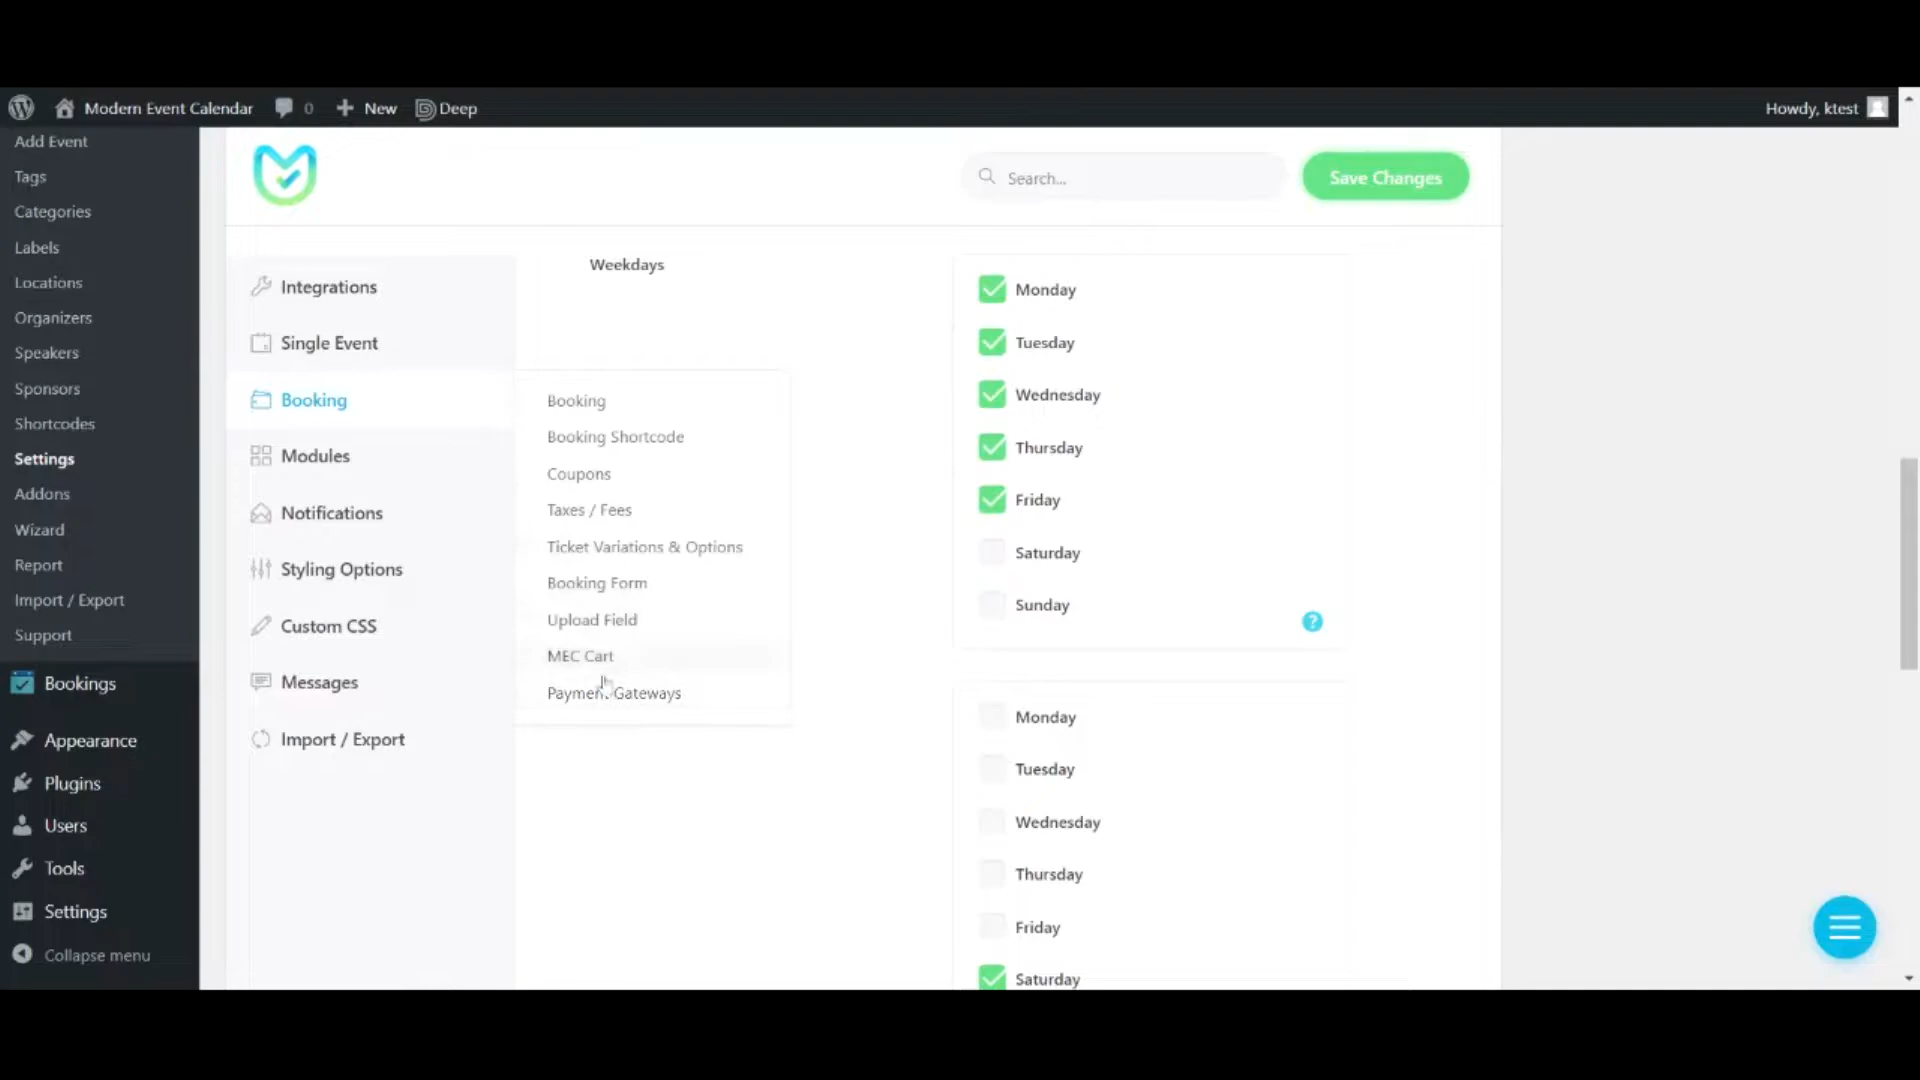 Modern Event Calendar 0 New Deep Howdy, ktest
Add Event
Tags
Categories
Labels
Locations
Organizers
Speakers
Sponsors
Shortcodes
Settings
Addons
Wizard
Report
Import / Export
Support
Bookings
Appearance
Plugins
Users
Tools
Settings
Collapse menu
Search...
Save Changes
Integrations
Single Event
Booking
Modules
Notifications
Styling Options
Custom CSS
Messages
Import / Export
Booking
Booking Shortcode
Coupons
Taxes / Fees
Ticket Variations & Options
Booking Form
Upload Field
MEC Cart
Payment Gateways
Weekdays
Monday
Tuesday
Wednesday
Thursday
Friday
Saturday
Sunday
?
Monday
Tuesday
Wednesday
Thursday
Friday
Saturday